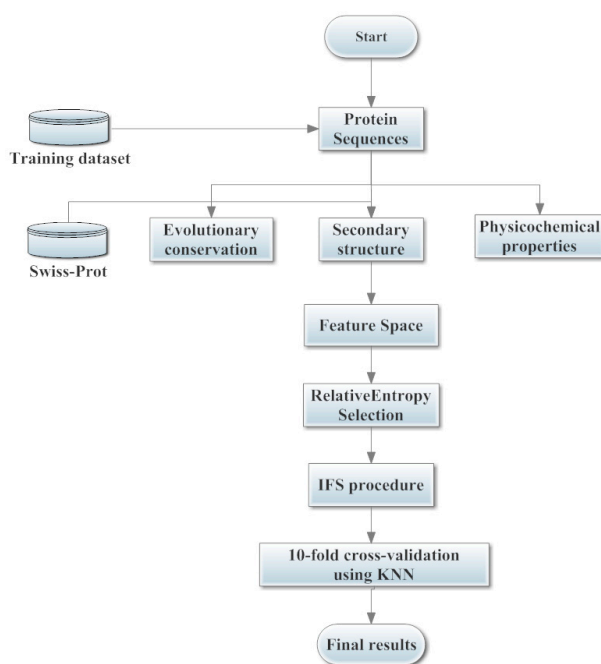 Start
Protein
Sequences
Training dataset
Evolutionary
conservation
Secondary
structure
Physicochemical
properties
Swiss-Prot
Feature Space
RelativeEntropy
Selection
IFS procedure
10-fold cross-validation
using KNN
Final results